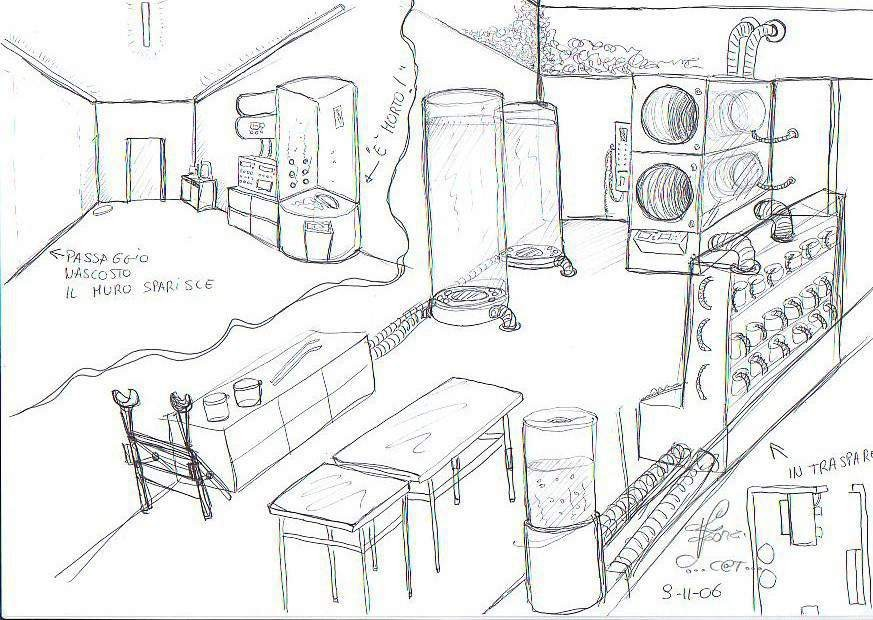 ← "È MORTO!"
←PASSAGGIO
NASCOSTO
IL MURO SPARISCE
IN TRASPARE
...C@T...
9-11-06